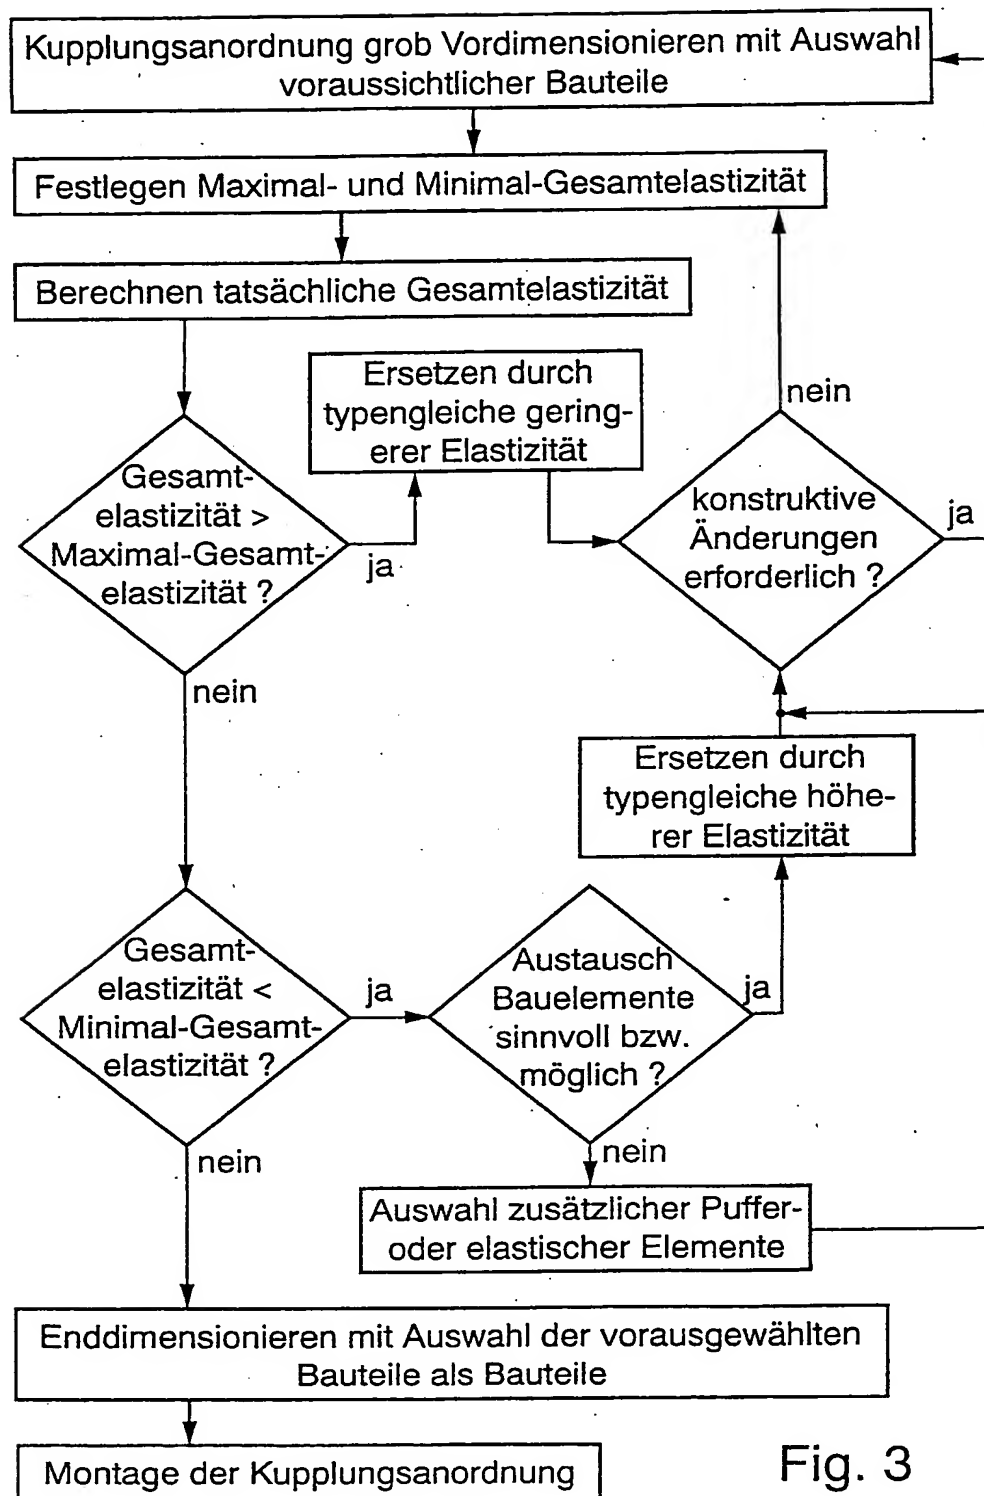 Kupplungsanordnung grob Vordimensionieren mit Auswahl
voraussichtlicher Bauteile
Festlegen Maximal- und Minimal-Gesamtelastizität
Berechnen tatsächliche Gesamtelastizität
Ersetzen durch
typengleiche gering-
erer Elastizität
nein
Gesamt-
elastizität >
Maximal-Gesamt-
elastizität ?
ja
konstruktive
Änderungen
erforderlich ?
ja
nein
Ersetzen durch
typengleiche höhe-
rer Elastizität
Gesamt-
elastizität <
Minimal-Gesamt-
elastizität ?
ja
Austausch
Bauelemente
sinnvoll bzw.
möglich ?
ja
nein
nein
Auswahl zusätzlicher Puffer-
oder elastischer Elemente
Enddimensionieren mit Auswahl der vorausgewählten
Bauteile als Bauteile
Montage der Kupplungsanordnung
Fig. 3